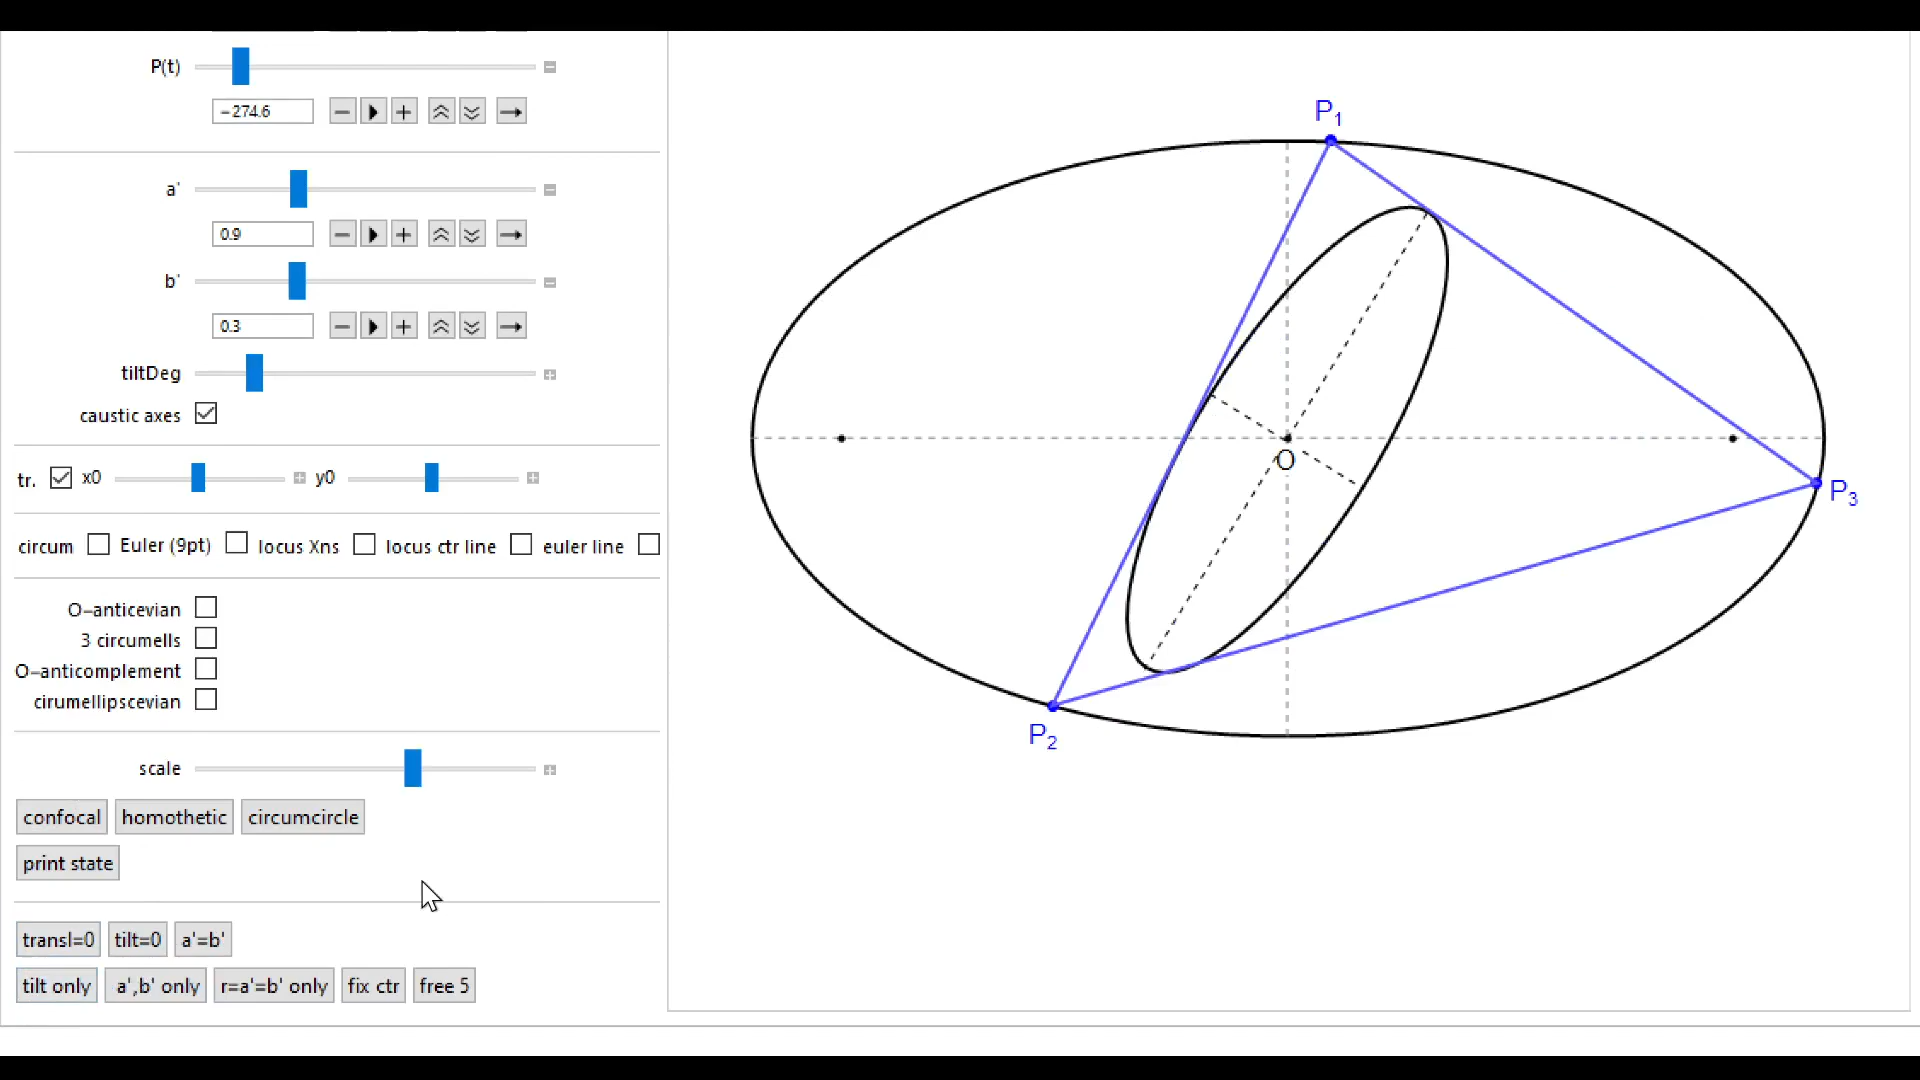 P(t)
−274.6
a'
0.9
b'
0.3
tiltDeg
caustic axes
tr. x0 y0
circum Euler (9pt) locus Xns locus ctr line euler line
O−anticevian
3 circumells
O−anticomplement
cirumellipscevian
scale
confocal homothetic circumcircle
print state
transl=0 tilt=0 a'=b'
tilt only a',b' only r=a'=b' only fix ctr free 5
P1
O
P3
P2